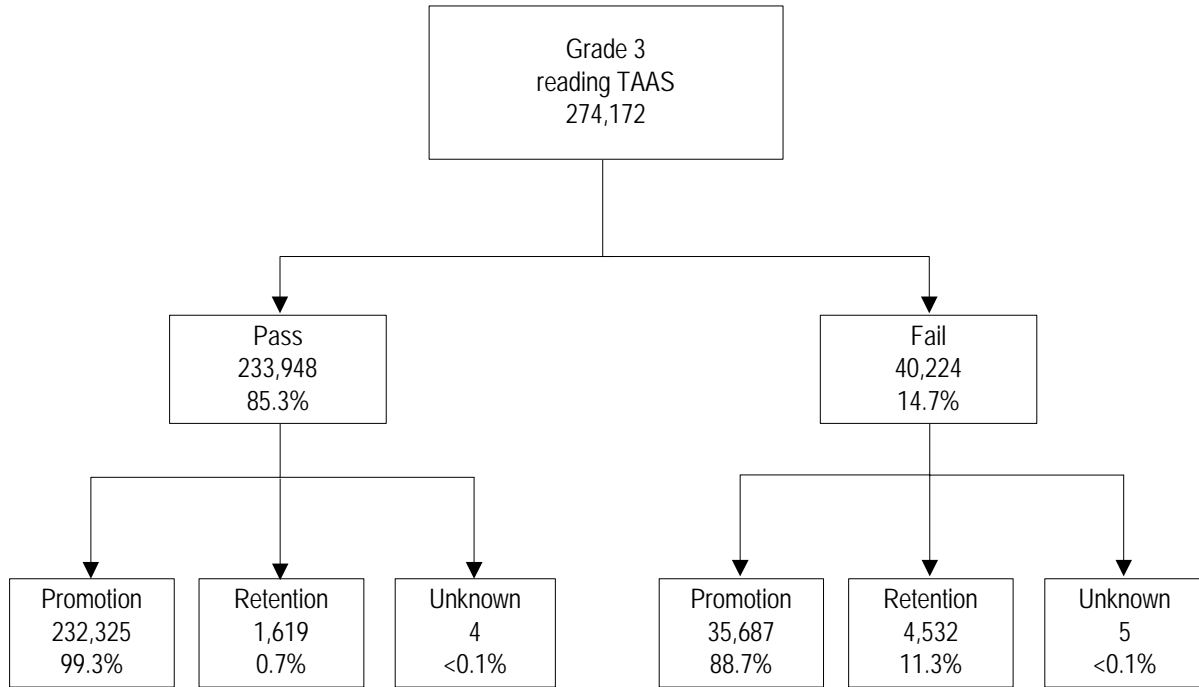 Grade 3
reading TAAS
274,172
Pass
233,948
85.3%
Fail
40,224
14.7%
Promotion
232,325
99.3%
Retention
1,619
0.7%
Unknown
4
<0.1%
Promotion
35,687
88.7%
Retention
4,532
11.3%
Unknown
5
<0.1%